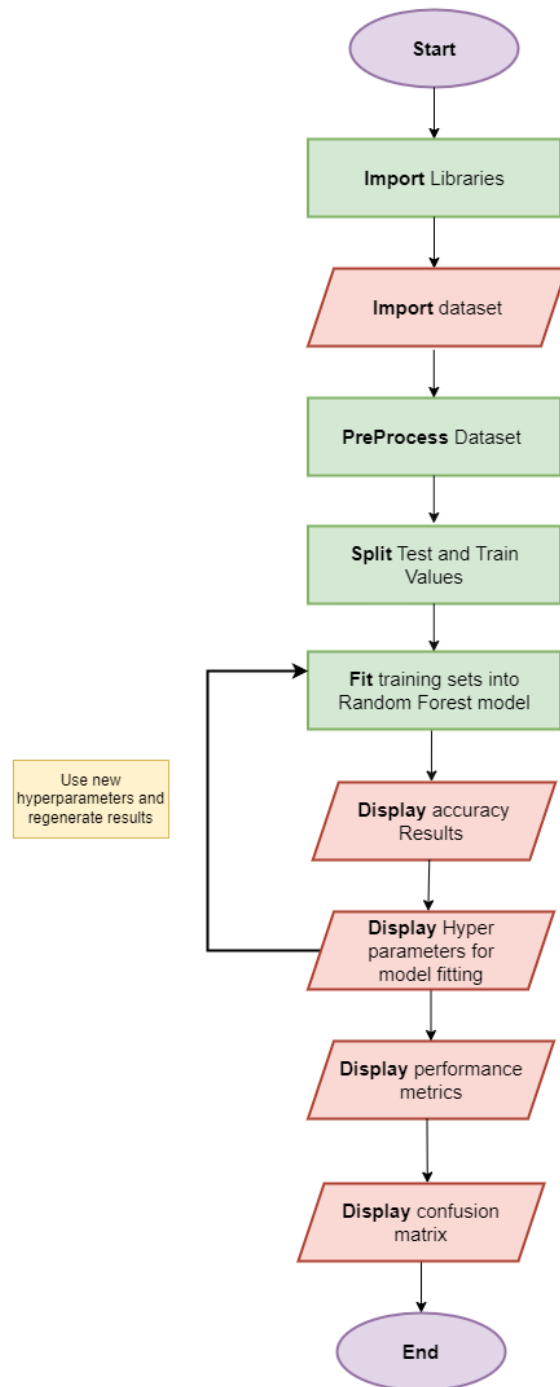 Start
Import Libraries
Import dataset
PreProcess Dataset
Split Test and Train
Values
Fit training sets into
Random Forest model
Use new
hyperparameters and
regenerate results
Display accuracy
Results
Display Hyper
parameters for
model fitting
Display performance
metrics
Display confusion
matrix
End